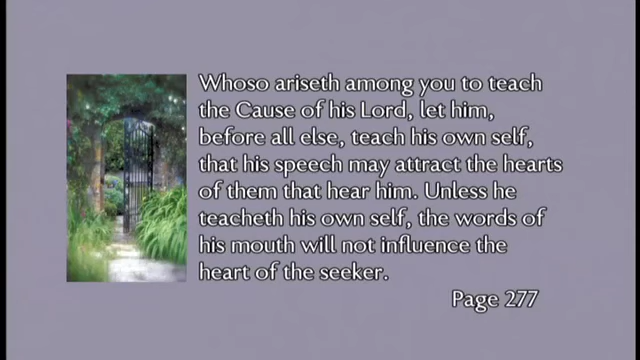 Whoso ariseth among you to teach
the Cause of his Lord, let him,
before all else, teach his own self,
that his speech may attract the hearts
of them that hear him. Unless he
teacheth his own self, the words of
his mouth will not influence the
heart of the seeker.
Page 277